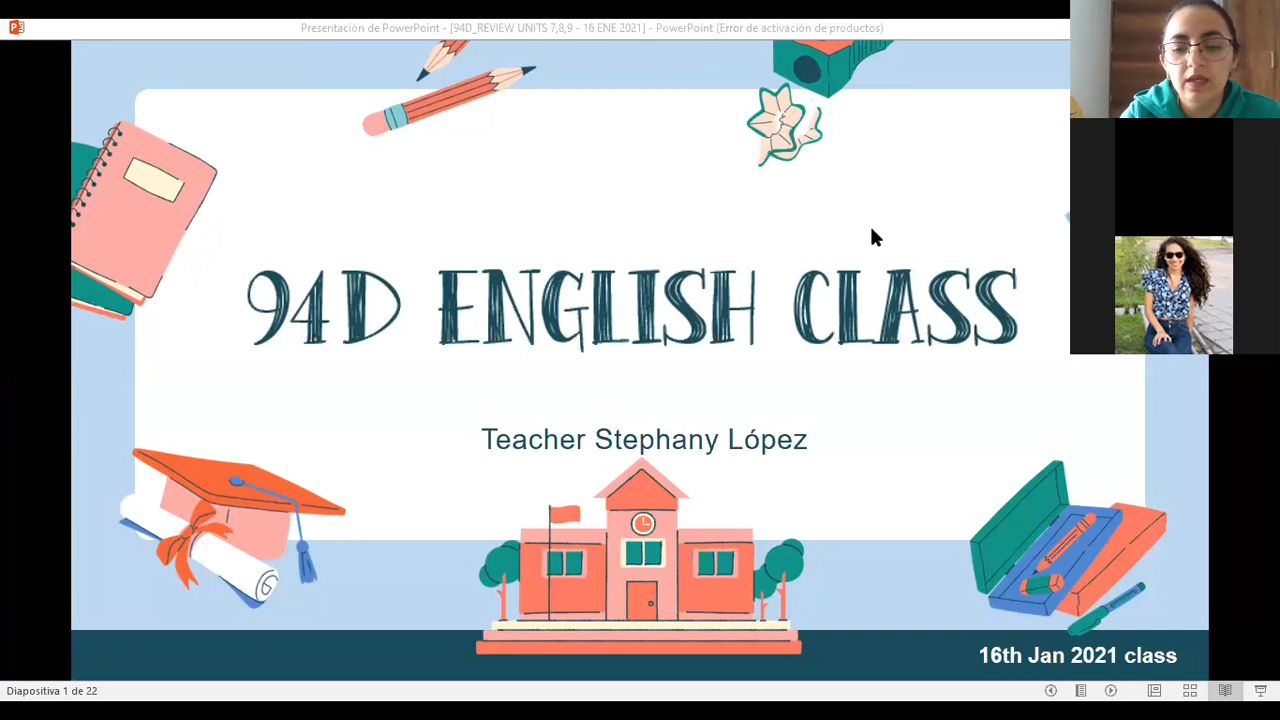 Presentación de PowerPoint - [94D_REVIEW UNITS 7,8,9 - 16 ENE 2021] - PowerPoint (Error de activación de productos)
94D ENGLISH CLASS
Teacher Stephany López
16th Jan 2021 class
Diapositiva 1 de 22